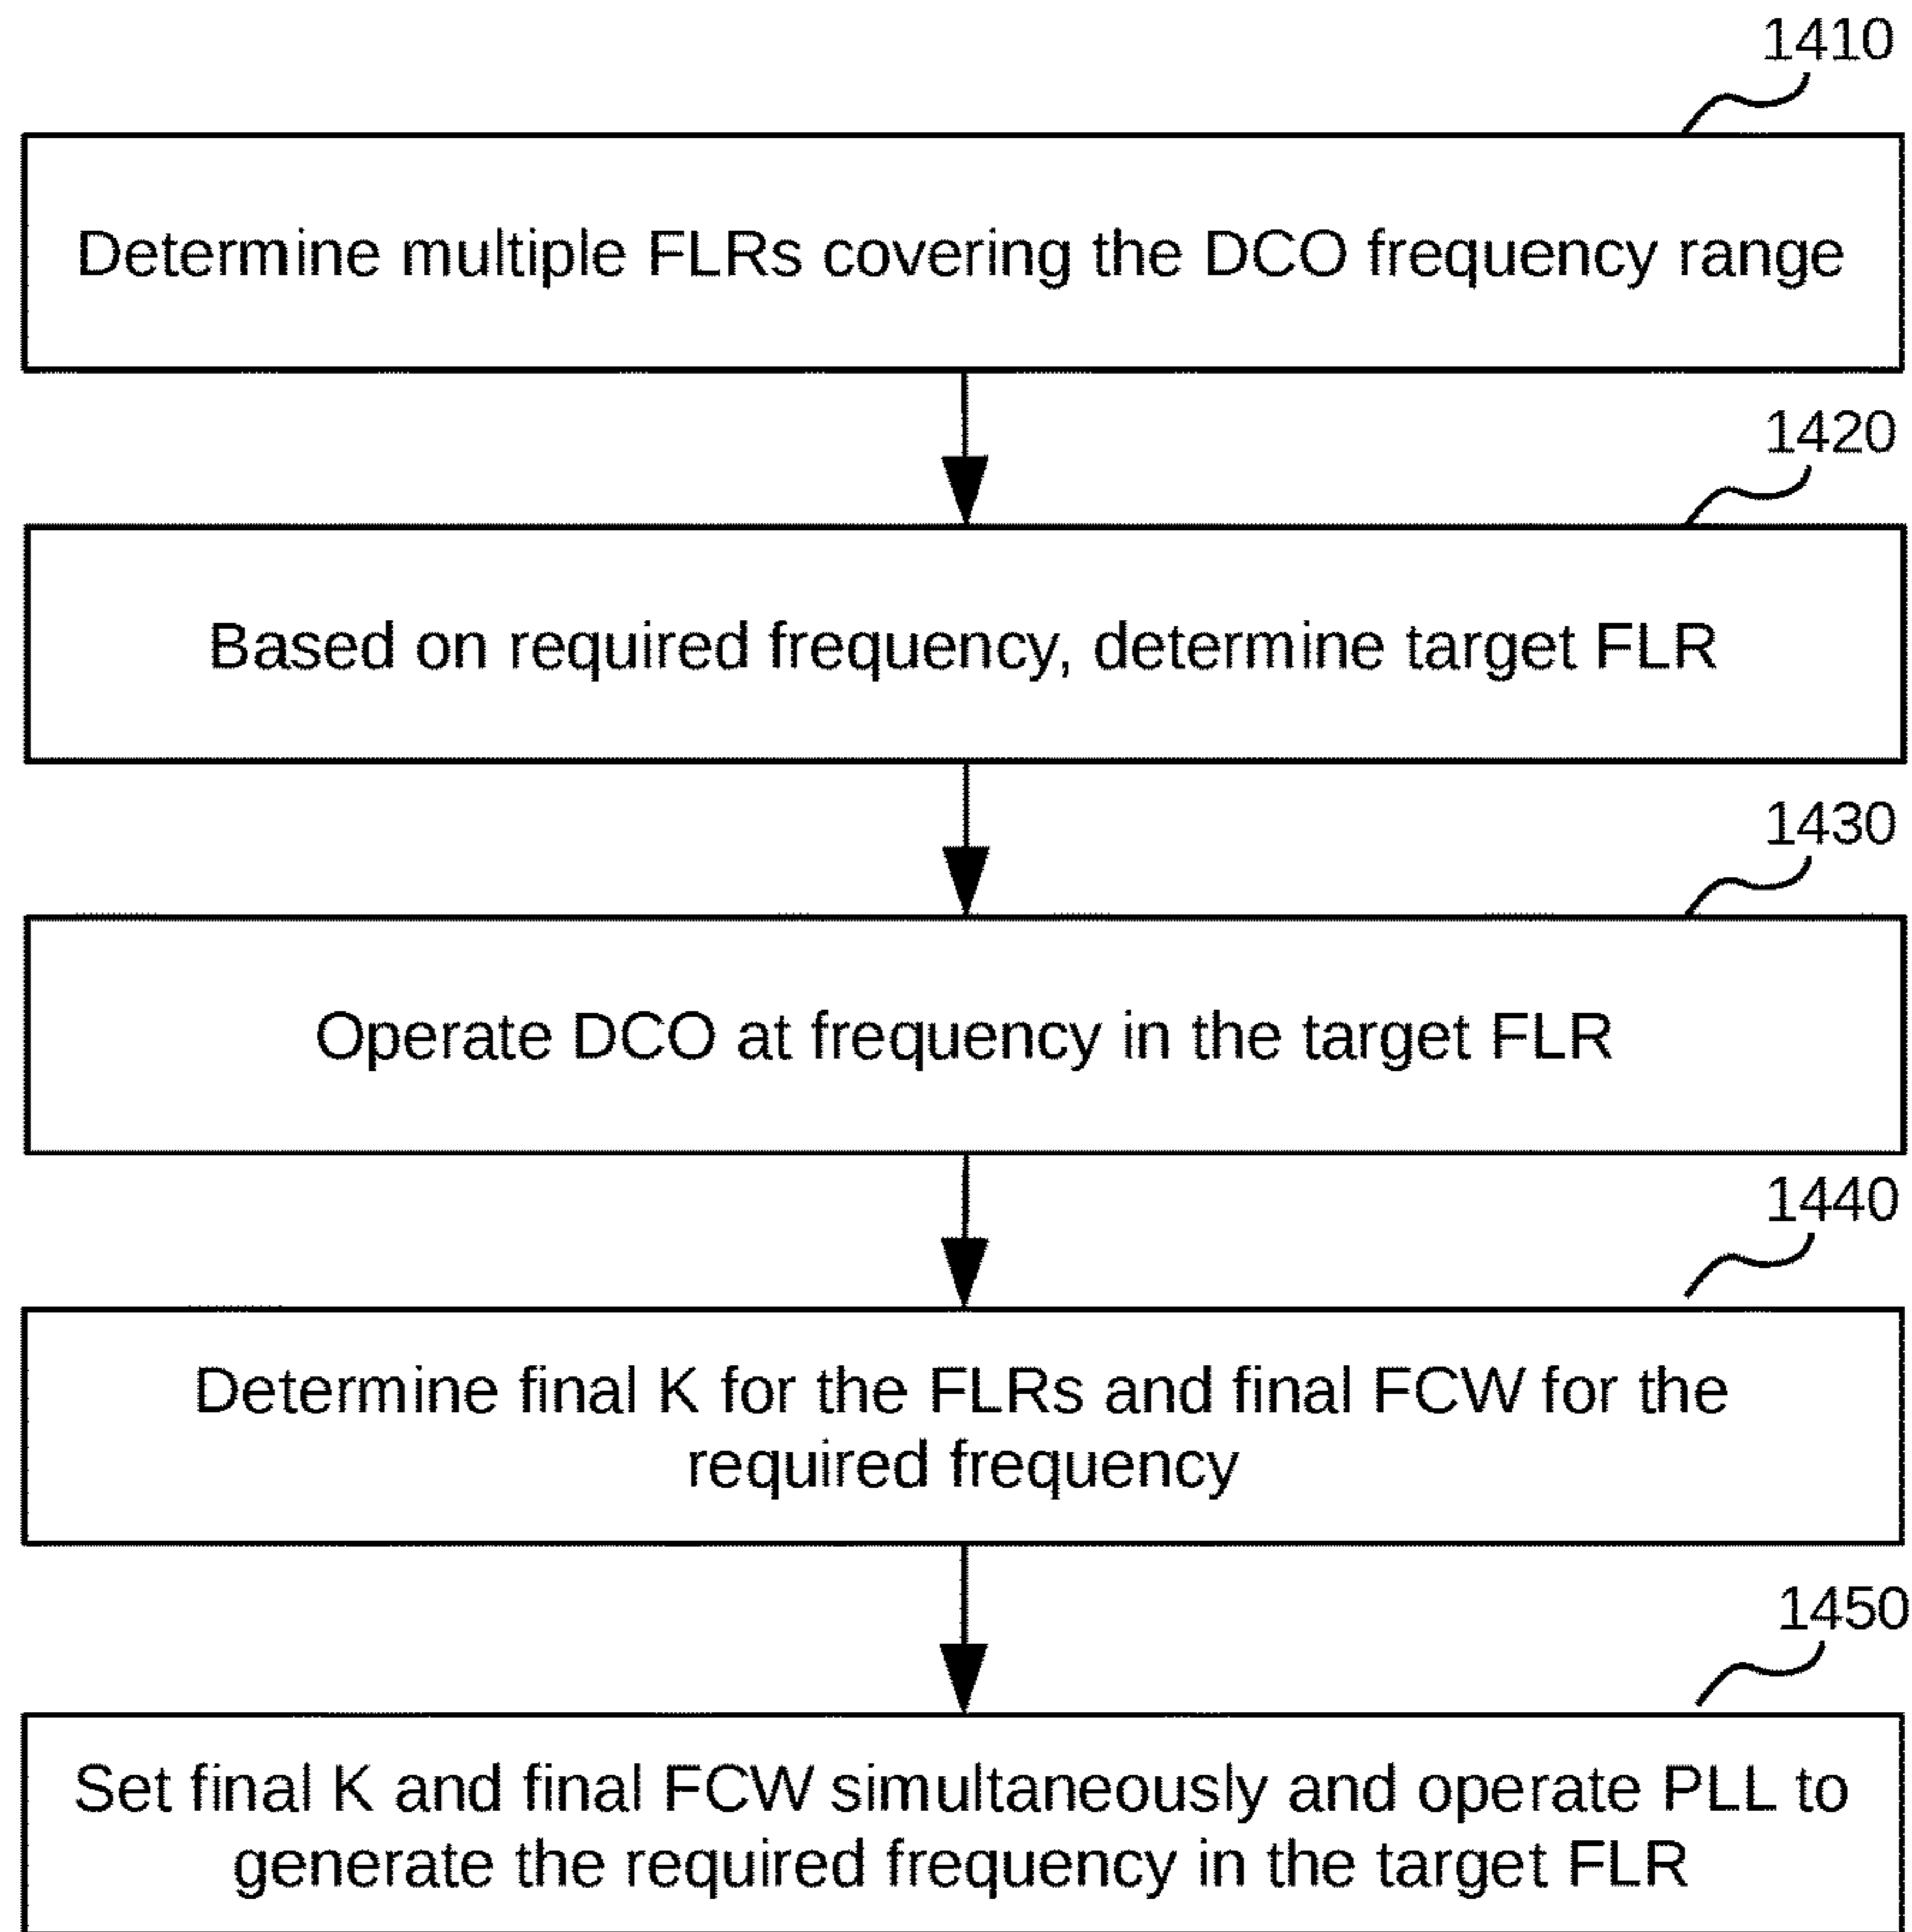 1410
Determine multiple FLRs covering the DCO frequency range
1420
Based on required frequency, determine target FLR
1430
Operate DCO at frequency in the target FLR
1440
Determine final K for the FLRs and final FCW for the
required frequency
1450
Set final K and final FCW simultaneously and operate PLL to
generate the required frequency in the target FLR